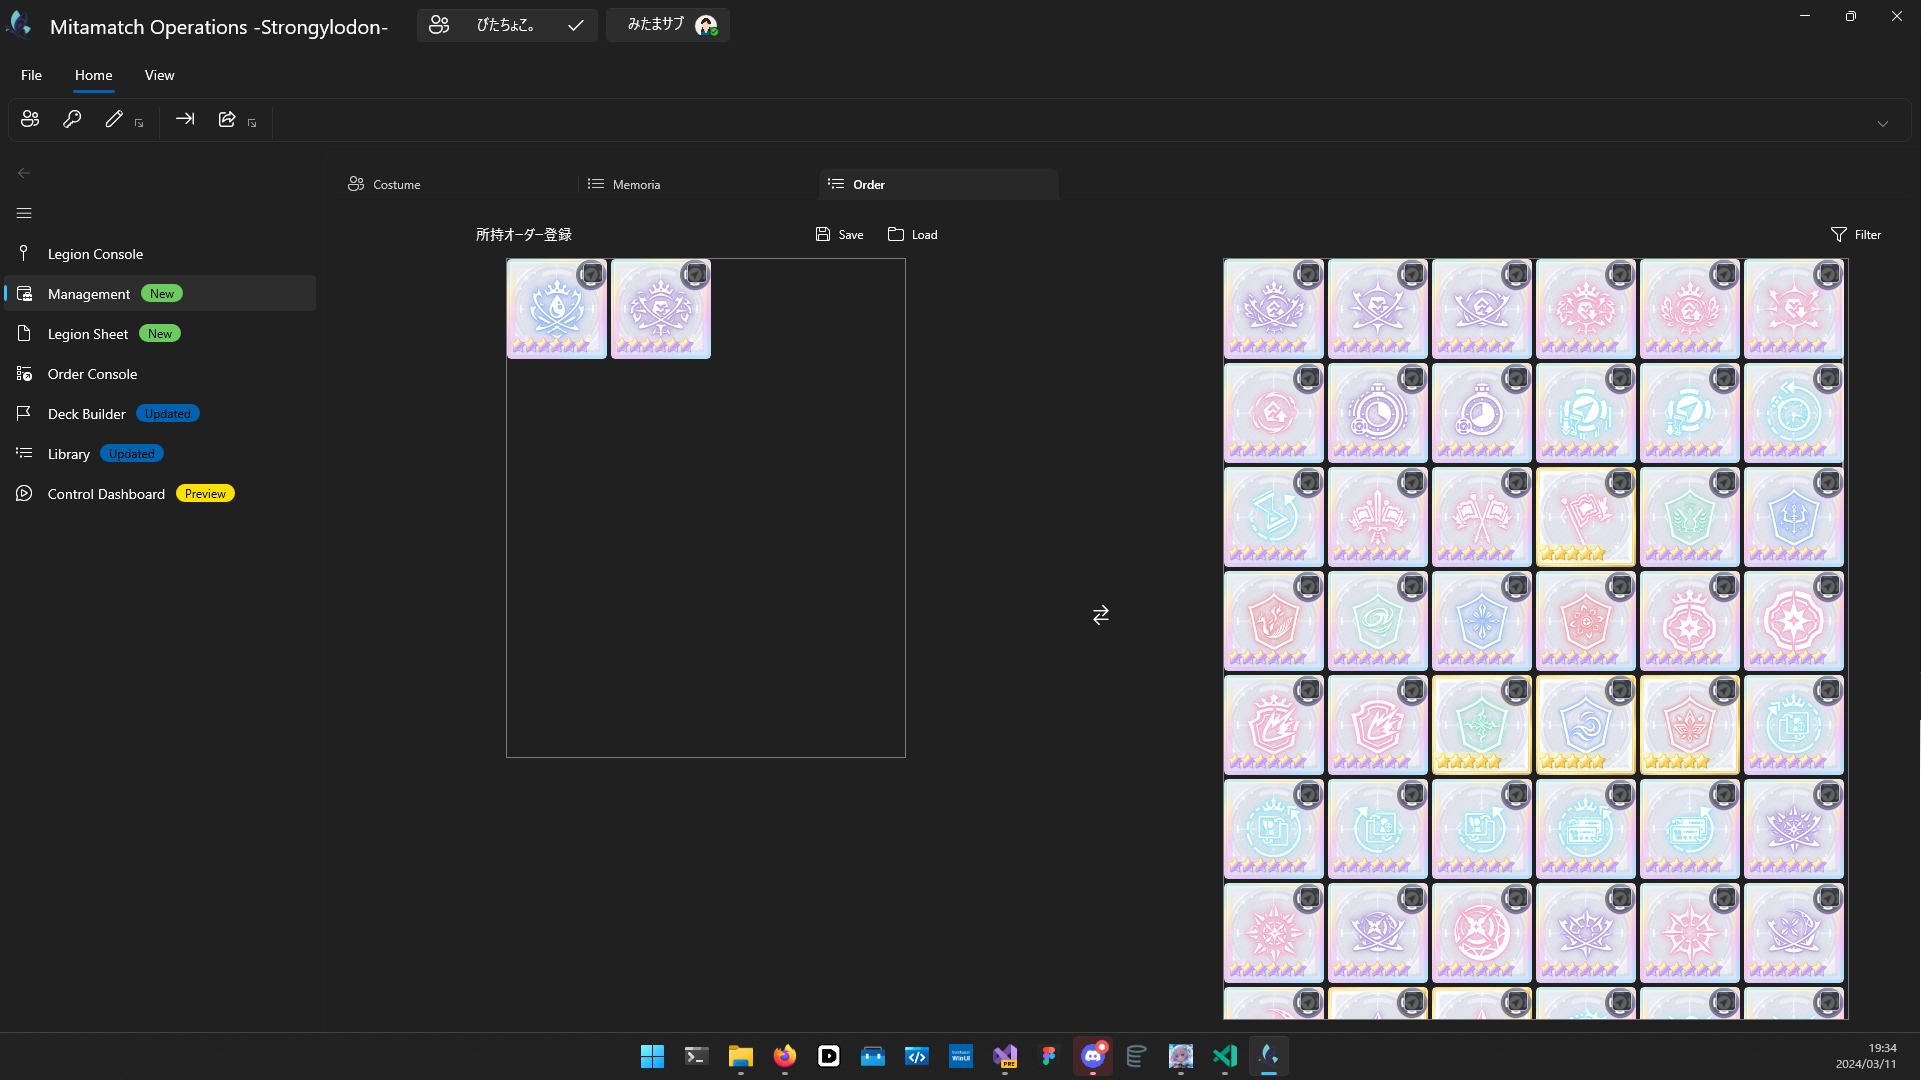 Mitamatch Operations -Strongylodon-
ぴたちょこ。
みたまサブ
File
Home
View
Costume
Memoria
Order
所持オーダー登録
Save
Load
Filter
Legion Console
Management New
Legion Sheet New
Order Console
Deck Builder Updated
Library Updated
Control Dashboard Preview
WinUI
PRE
19:34
2024/03/11